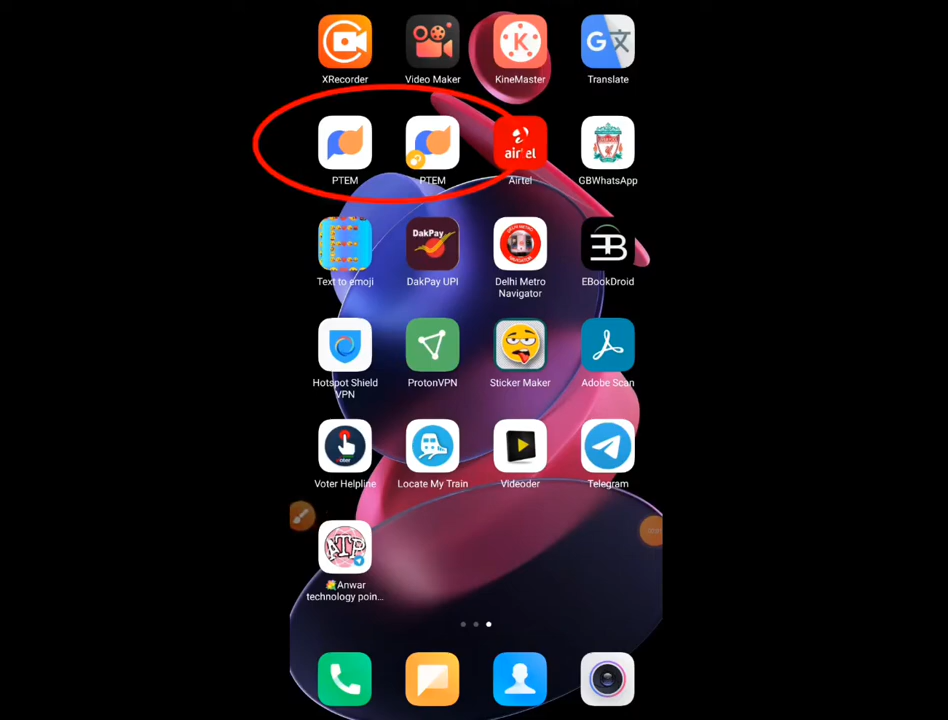 XRecorder
Video Maker
KineMaster
Translate
PTEM
PTEM
airtel
Airtel
GBWhatsApp
Text to emoji
DakPay
DakPay UPI
Delhi Metro
Navigator
EBookDroid
Hotspot Shield
VPN
ProtonVPN
Sticker Maker
Adobe Scan
Voter Helpline
Locate My Train
Videoder
Telegram
ATP
💐Anwar
technology poin...